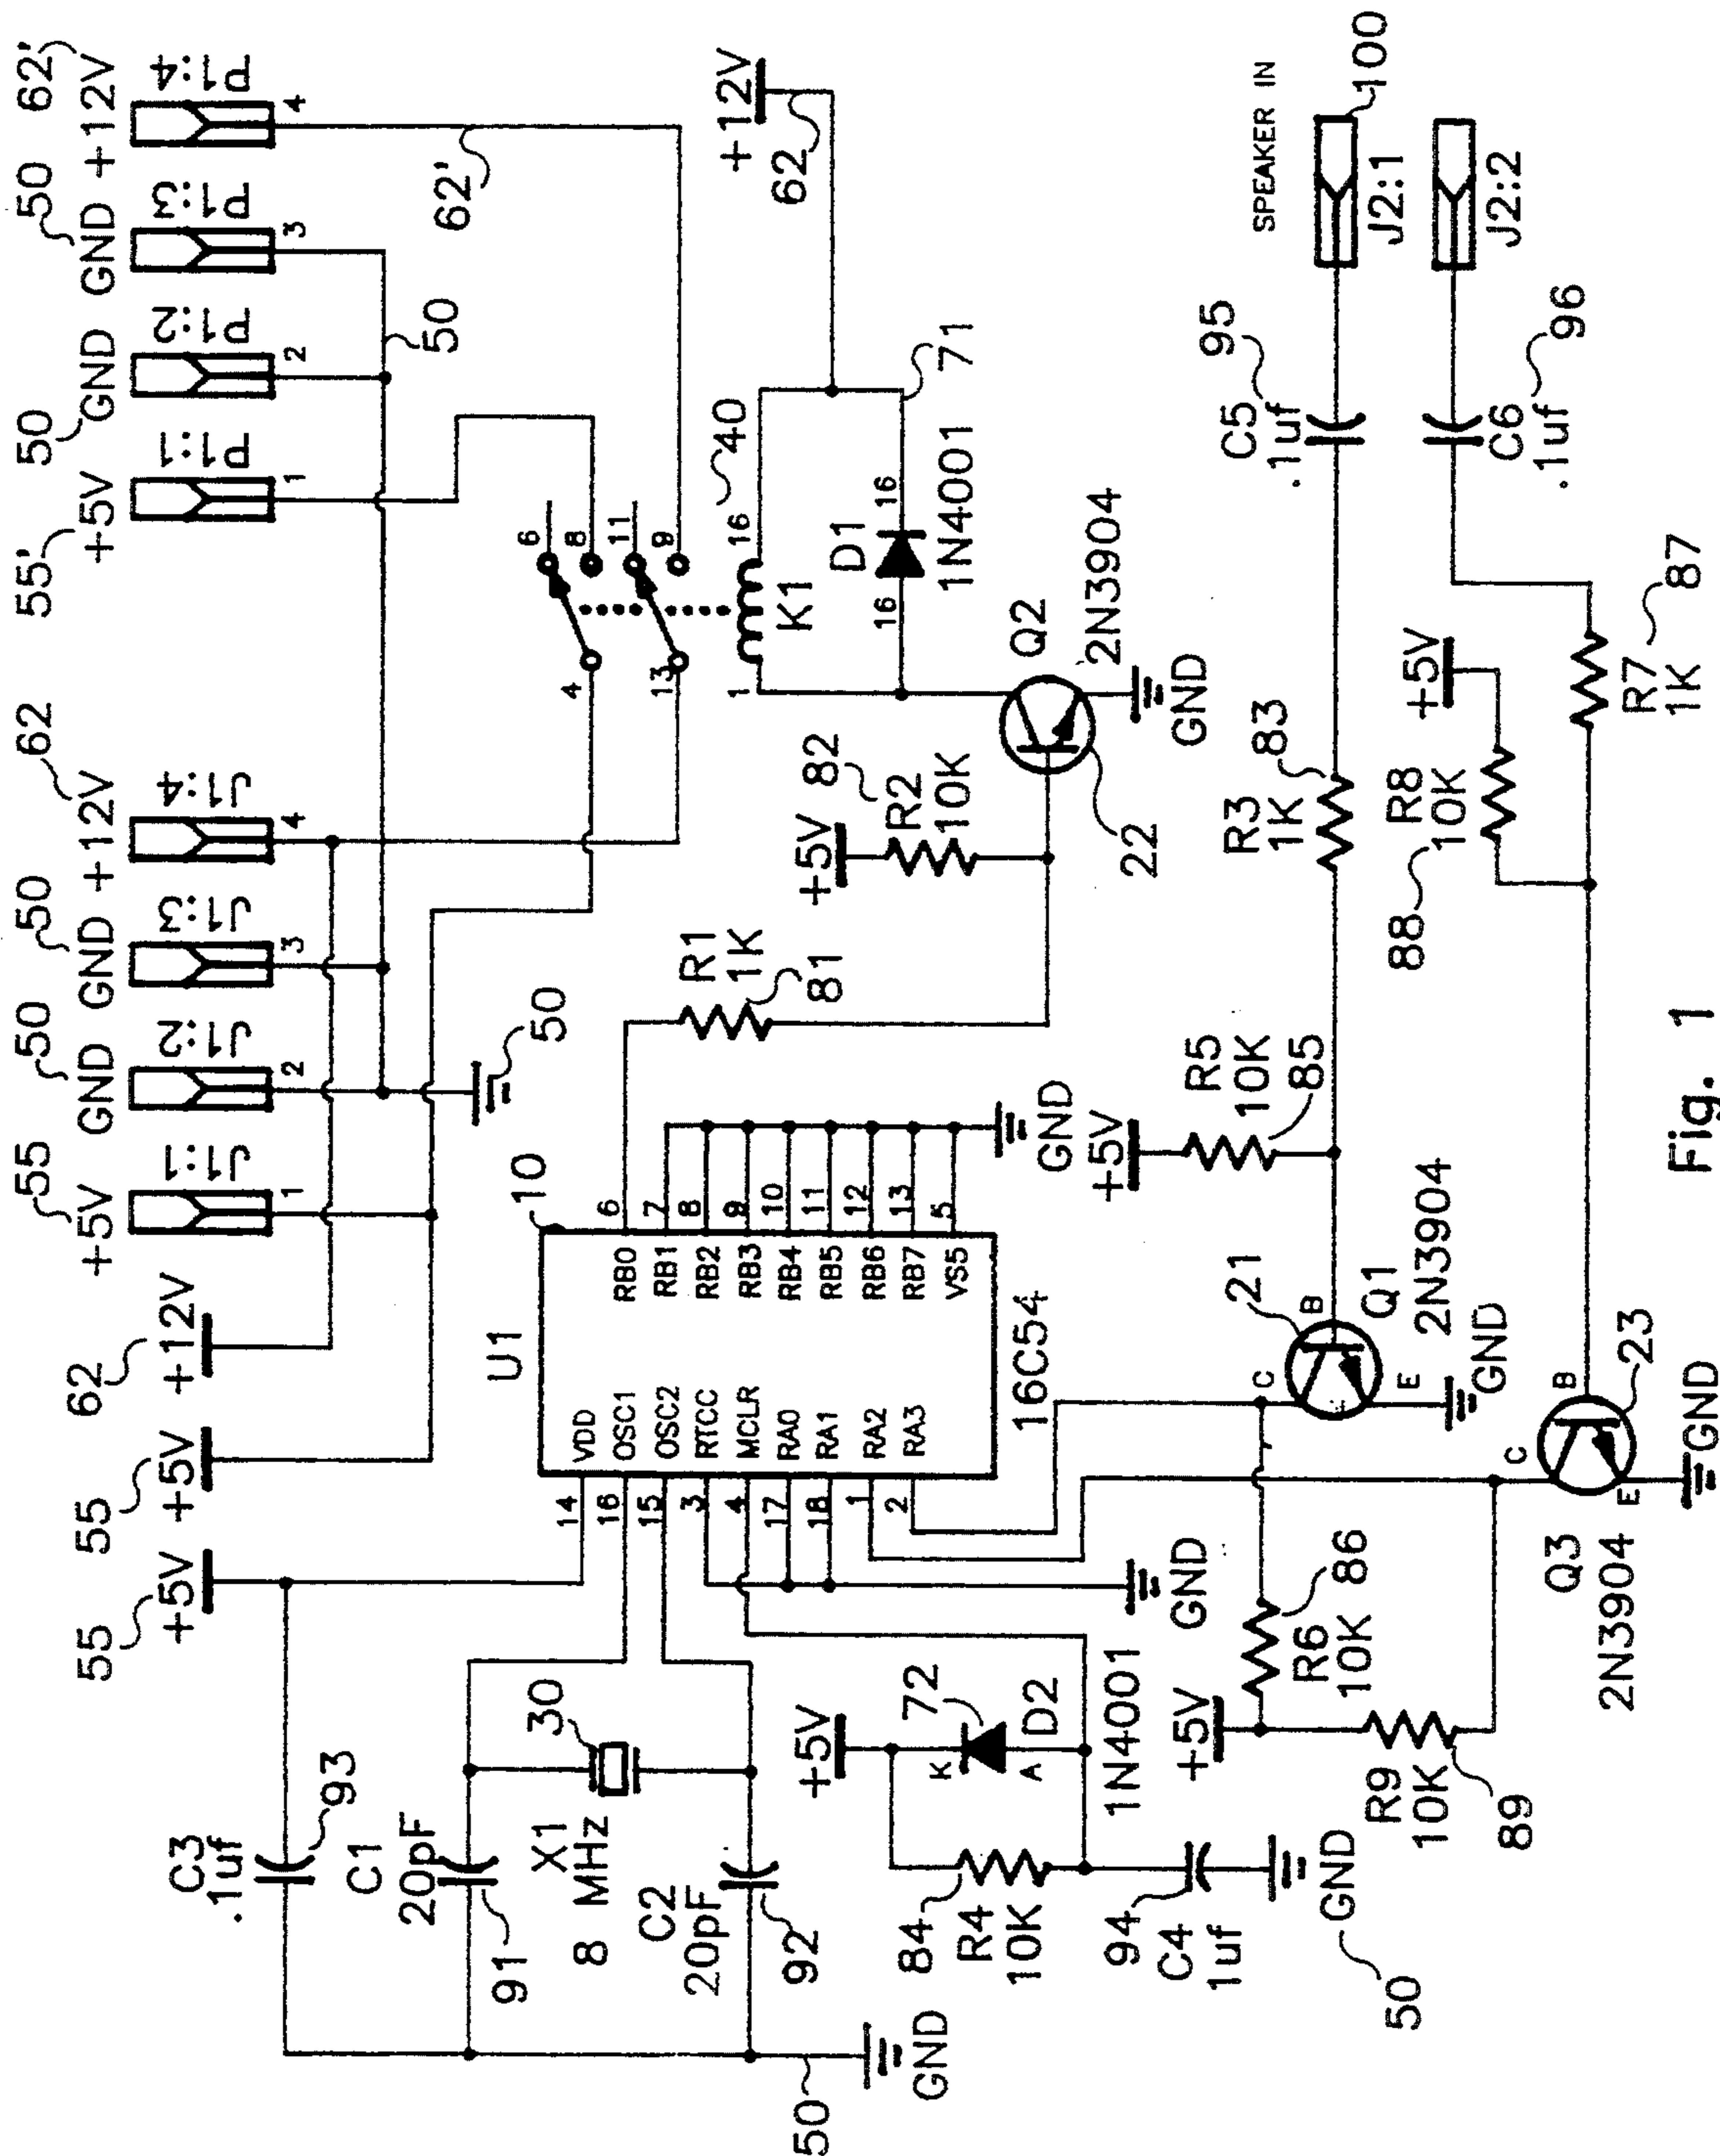 55 +5V
55 +5V
62 +12V
55 +5V J1:1 1
50 GND J1:2 2
50 GND J1:3 3
62 +12V J1:4 4
55' +5V P1:1 1
50 GND P1:2 2
50 GND P1:3 3
62' +12V P1:4 4
50
50
62'
C3
.1uf
93
C1
20pF
91
X1
8 MHz
30
C2
20pF
92
50
GND
U1
10
14 VDD
16 OSC1
15 OSC2
3 RTCC
4 MCLR
17 RA0
18 RA1
1 RA2
2 RA3
RB0 6
RB1 7
RB2 8
RB3 9
RB4 10
RB5 11
RB6 12
RB7 13
VS5 5
16C54
GND
GND
R1
1K
81
+5V
82
R2
10K
4
13
6
8
11
9
40
1
16
K1
D1
16
16
1N4001
71
+12V
62
Q2
2N3904
22
GND
+5V
K
72
A
D2
1N4001
84
R4
10K
94
C4
1uf
GND
50
+5V
R6
10K
86
R9
10K
89
+5V
R5
10K
85
21
C
B
E
Q1
2N3904
GND
R3
1K
83
C5
.1uf
95
SPEAKER IN
100
J2:1
J2:2
C6
.1uf
96
+5V
R8
10K
88
R7
1K
87
Q3
2N3904
C
B
E
23
GND
Fig. 1